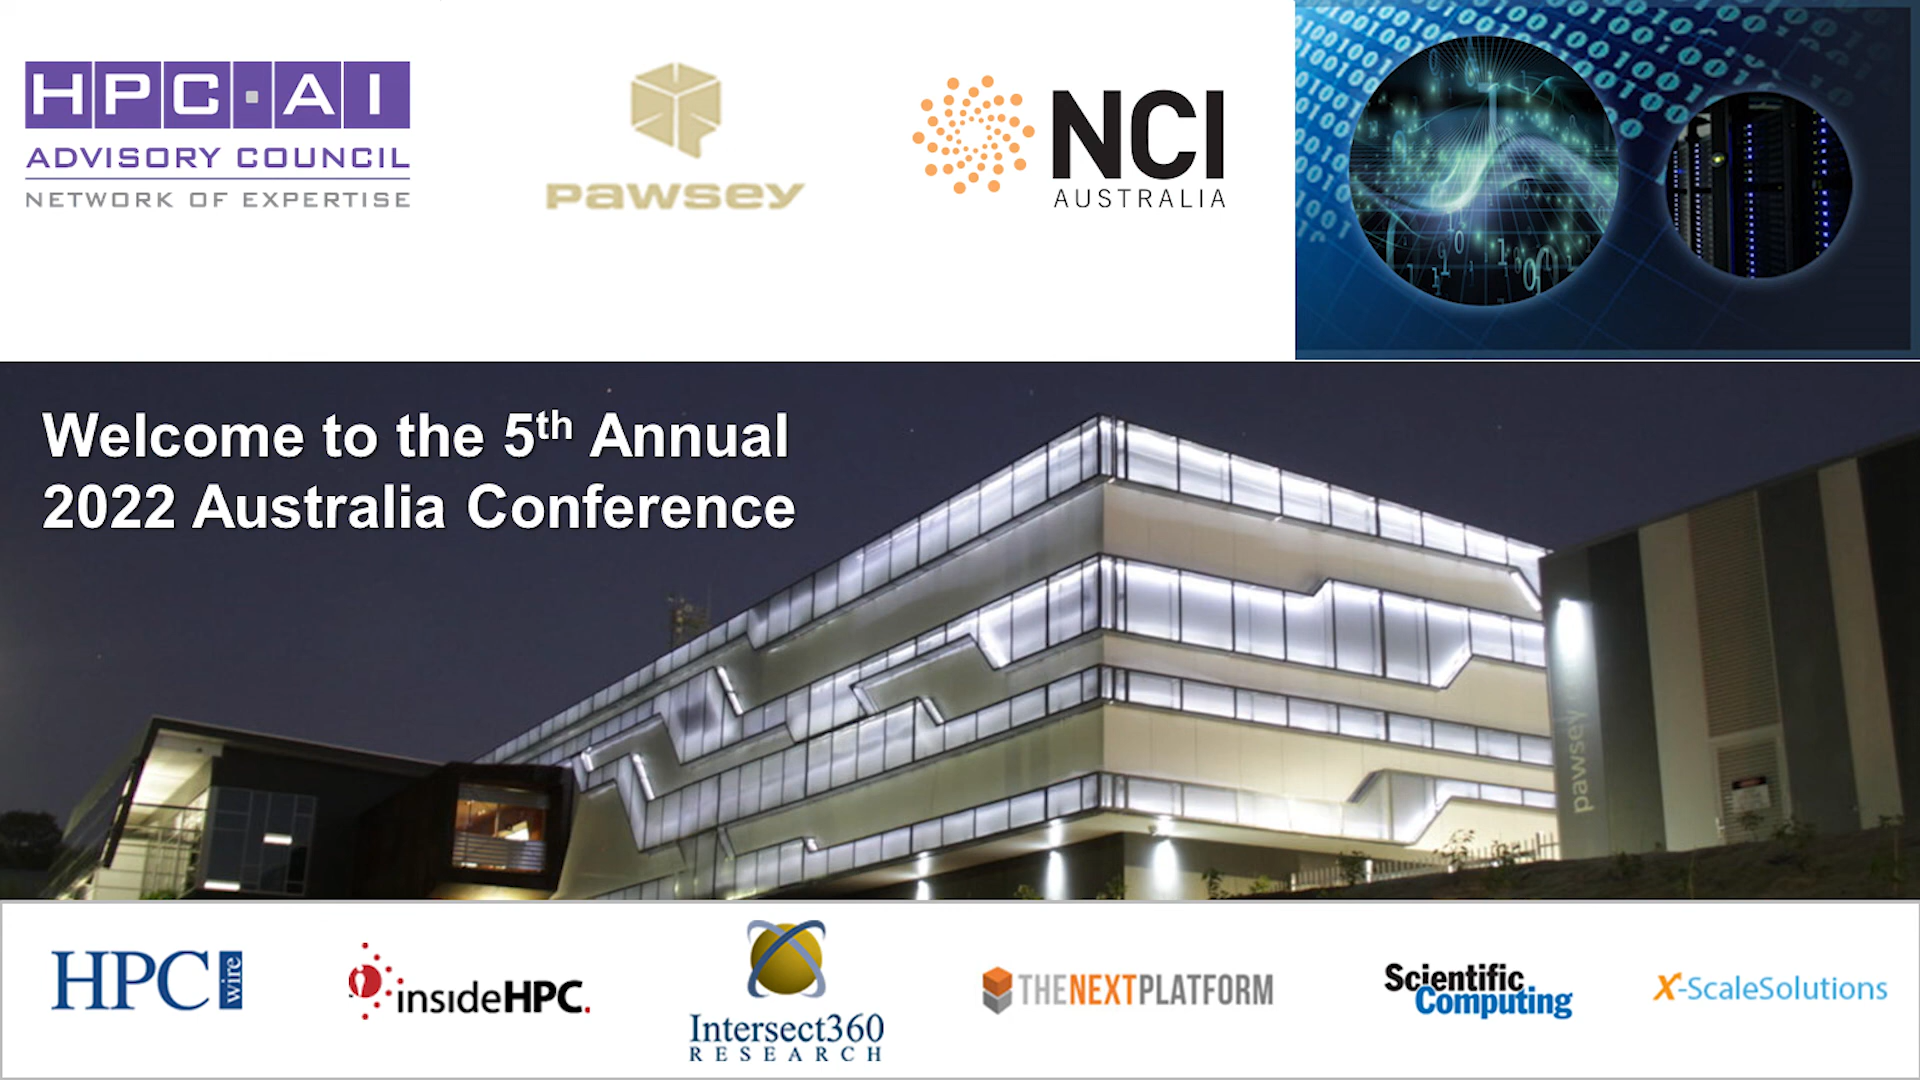 HPC·AI
ADVISORY COUNCIL
NETWORK OF EXPERTISE
PAWSEY
NCI
AUSTRALIA
Welcome to the 5th Annual
2022 Australia Conference
pawsey
HPC wire
insideHPC.
Intersect360
RESEARCH
THENEXTPLATFORM
Scientific
Computing
X-ScaleSolutions